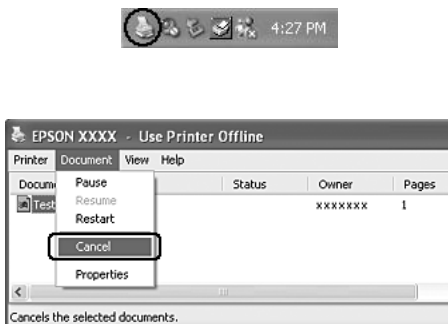 4:27 PM
EPSON XXXX - Use Printer Offline
Printer Document View Help
Docume Status Owner Pages
Pause
Test xxxxxxx 1
Resume
Restart
Cancel
Properties
Cancels the selected documents.